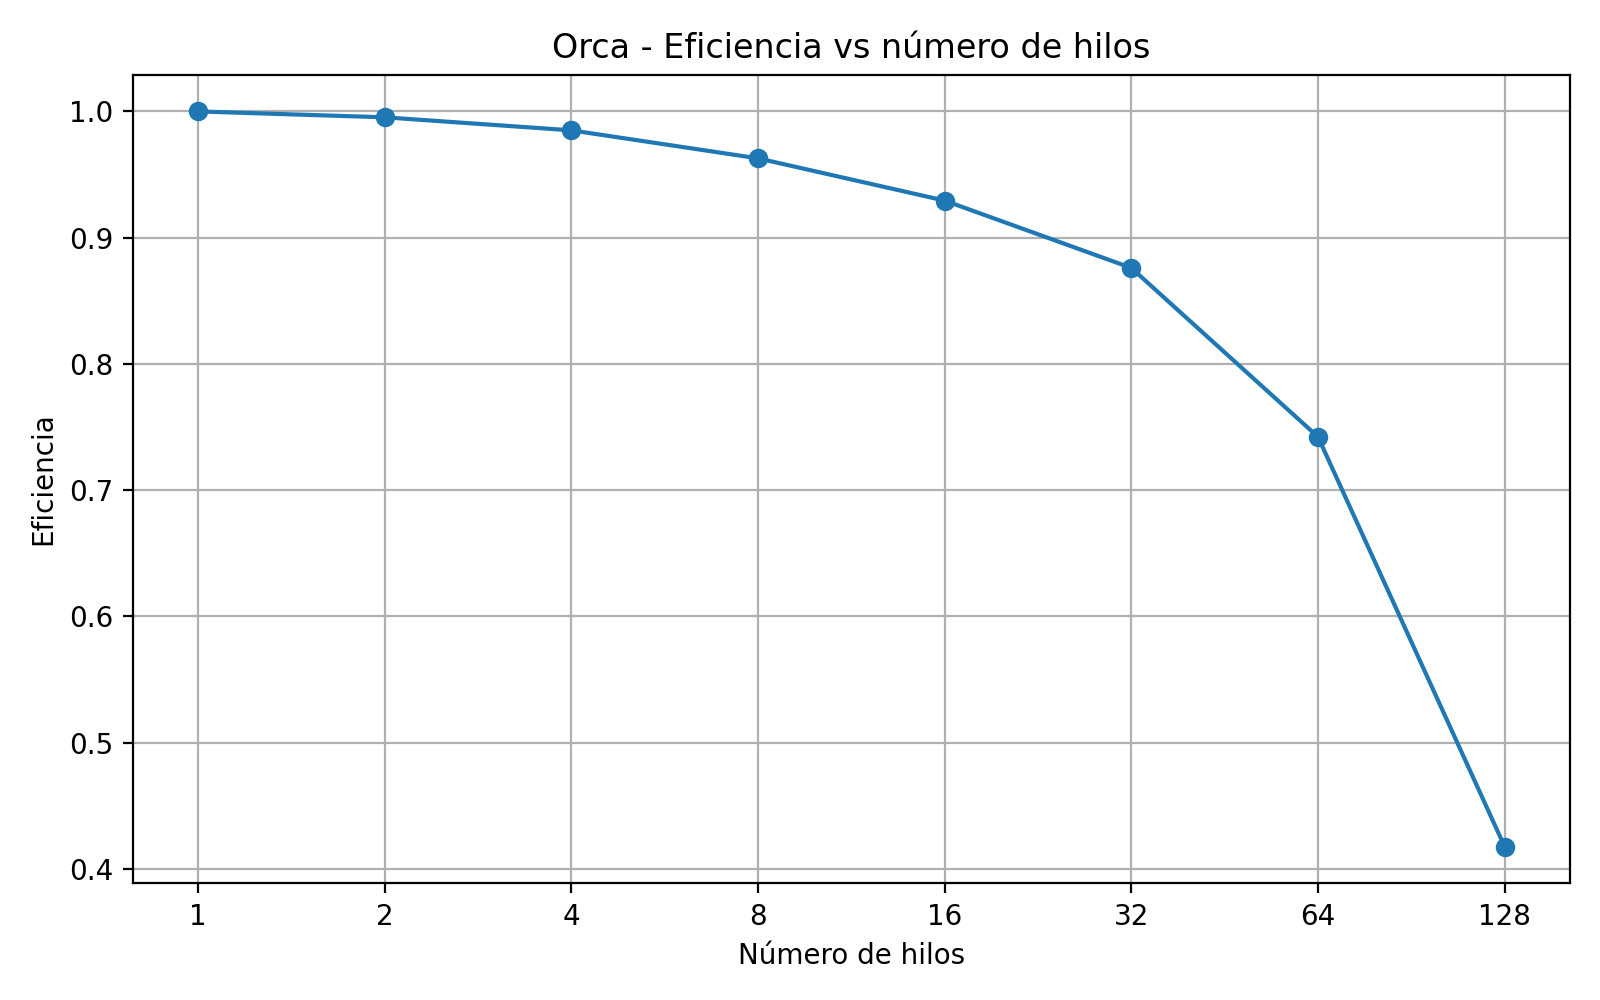 Orca - Eficiencia vs número de hilos
1.0
0.9
0.8
0.7
0.6
0.5
0.4
Eficiencia
1 2 4 8 16 32 64 128
Número de hilos